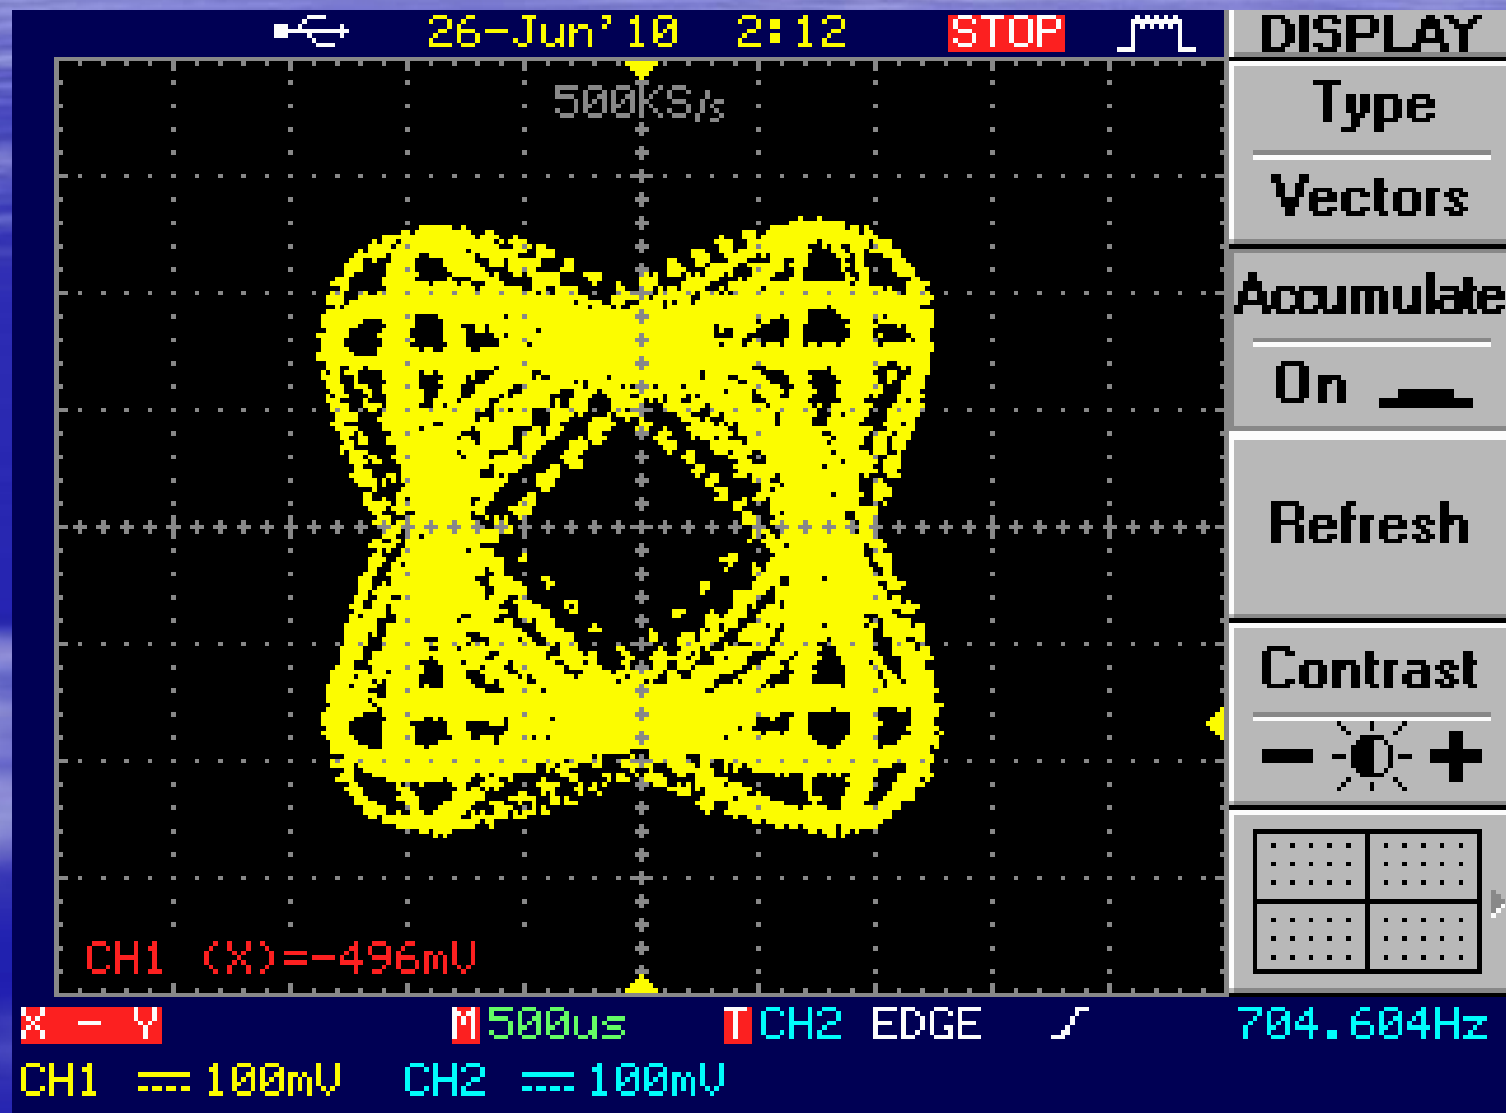 26-Jun'10 2:12 STOP
DISPLAY
500KS/s
Type
Vectors
Accumulate
On
Refresh
Contrast
CH1 (X)=-496mV
X - Y M 500us T CH2 EDGE 704.604Hz
CH1 100mV CH2 100mV